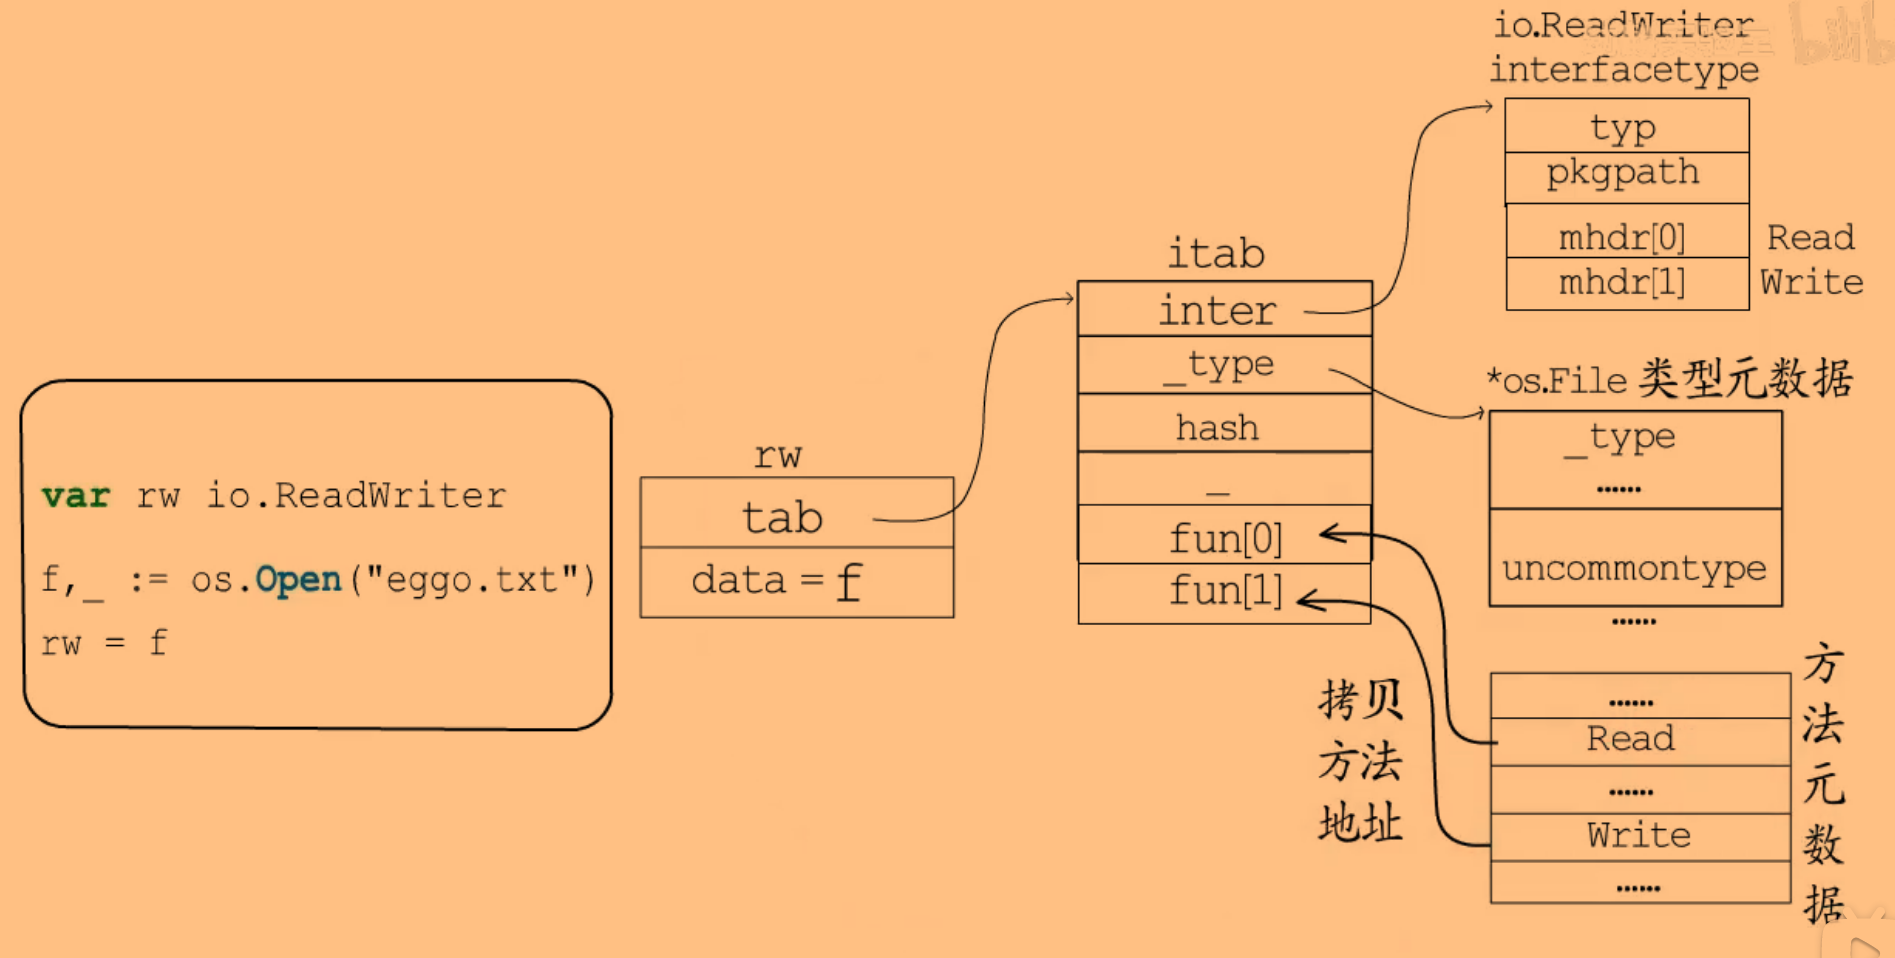 io.ReadWriter
interfacetype
typ
pkgpath
mhdr[0] Read
mhdr[1] Write
itab
inter
_type
hash
_
fun[0]
fun[1]
*os.File 类型元数据
_type
......
uncommontype
......
var rw io.ReadWriter
f,_ := os.Open("eggo.txt")
rw = f
rw
tab
data = f
拷贝
方法
地址
......
Read
......
Write
......
方法元数据
bilibili